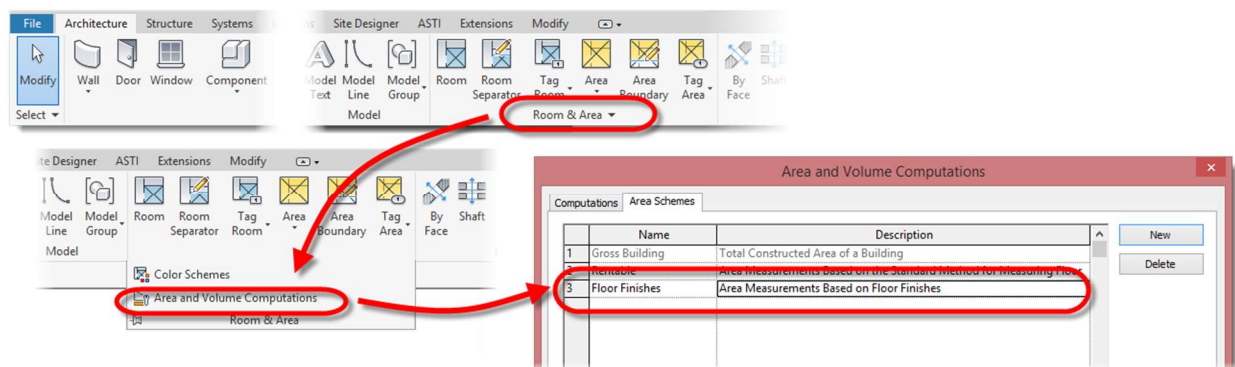 File Architecture Structure Systems Site Designer ASTI Extensions Modify
Modify Wall Door Window Component
Select
Model Text Model Line Model Group Room Room Separator Tag Room Area Area Boundary Tag Area By Face Shaft
Model Room & Area
ite Designer ASTI Extensions Modify
Model Line Model Group Room Room Separator Tag Room Area Area Boundary Tag Area By Face Shaft
Model
Color Schemes
Area and Volume Computations
Room & Area
Area and Volume Computations
Computations Area Schemes
Name Description
1 Gross Building Total Constructed Area of a Building
2 Rentable Area Measurements Based on the Standard Method for Measuring Floor
3 Floor Finishes Area Measurements Based on Floor Finishes
New
Delete